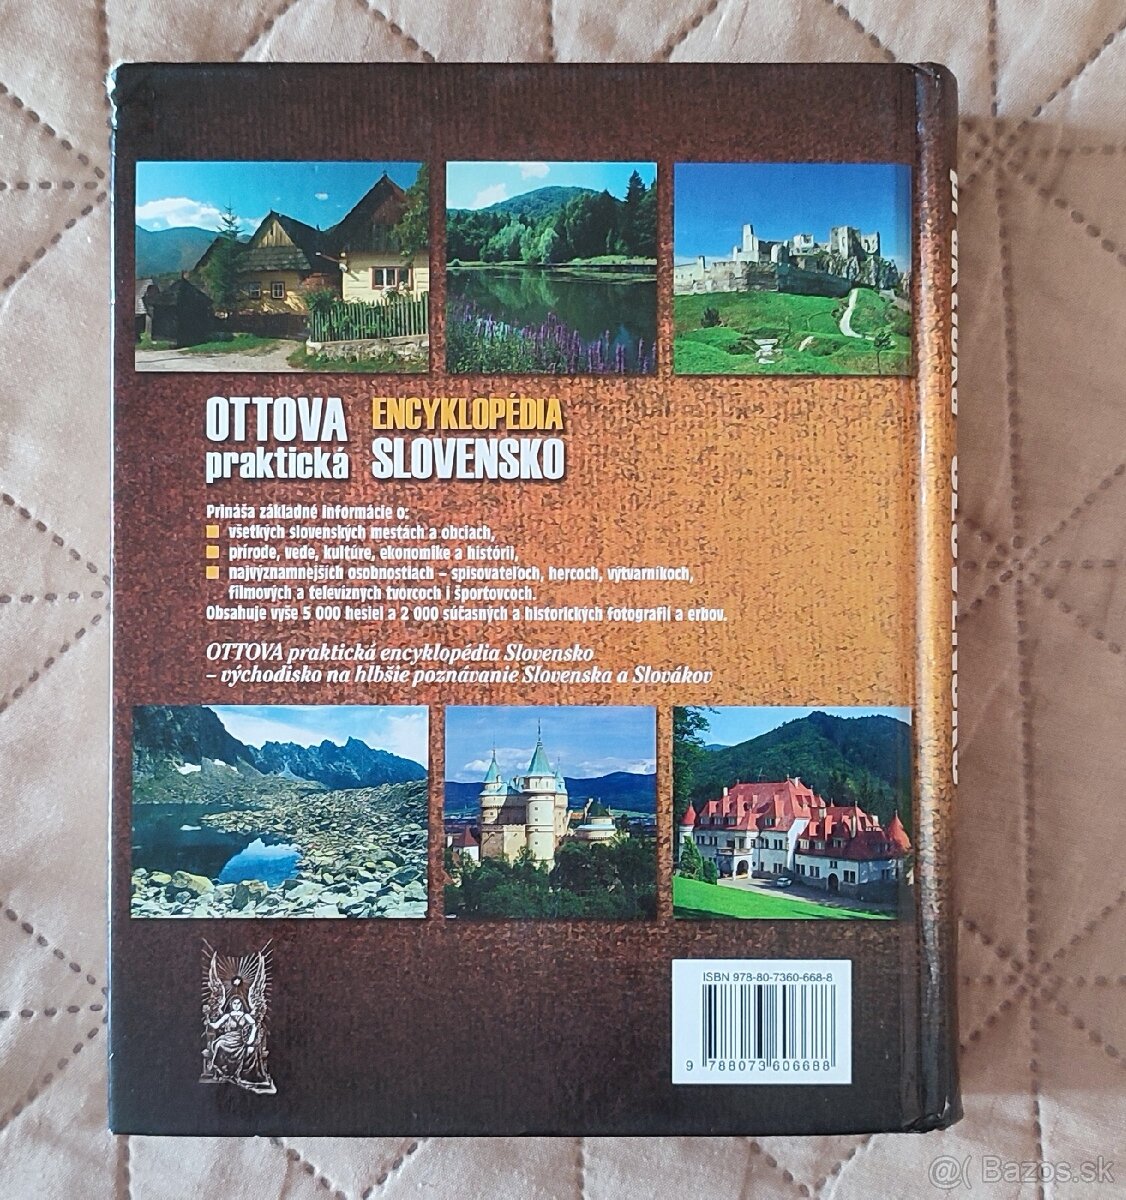 OTTOVA ENCYKLOPÉDIA
praktická SLOVENSKO
Prináša základné informácie o:
všetkých slovenských mestách a obciach,
prírode, vede, kultúre, ekonomike a histórii,
najvýznamnejších osobnostiach – spisovateľoch, hercoch, výtvarníkoch,
filmových a televíznych tvorcoch i športovcoch.
Obsahuje vyše 5 000 hesiel a 2 000 súčasných a historických fotografií a erbov.
OTTOVA praktická encyklopédia Slovensko
– východisko na hlbšie poznávanie Slovenska a Slovákov
ISBN 978-80-7360-668-8
9 788073 606688
@( Bazos.sk